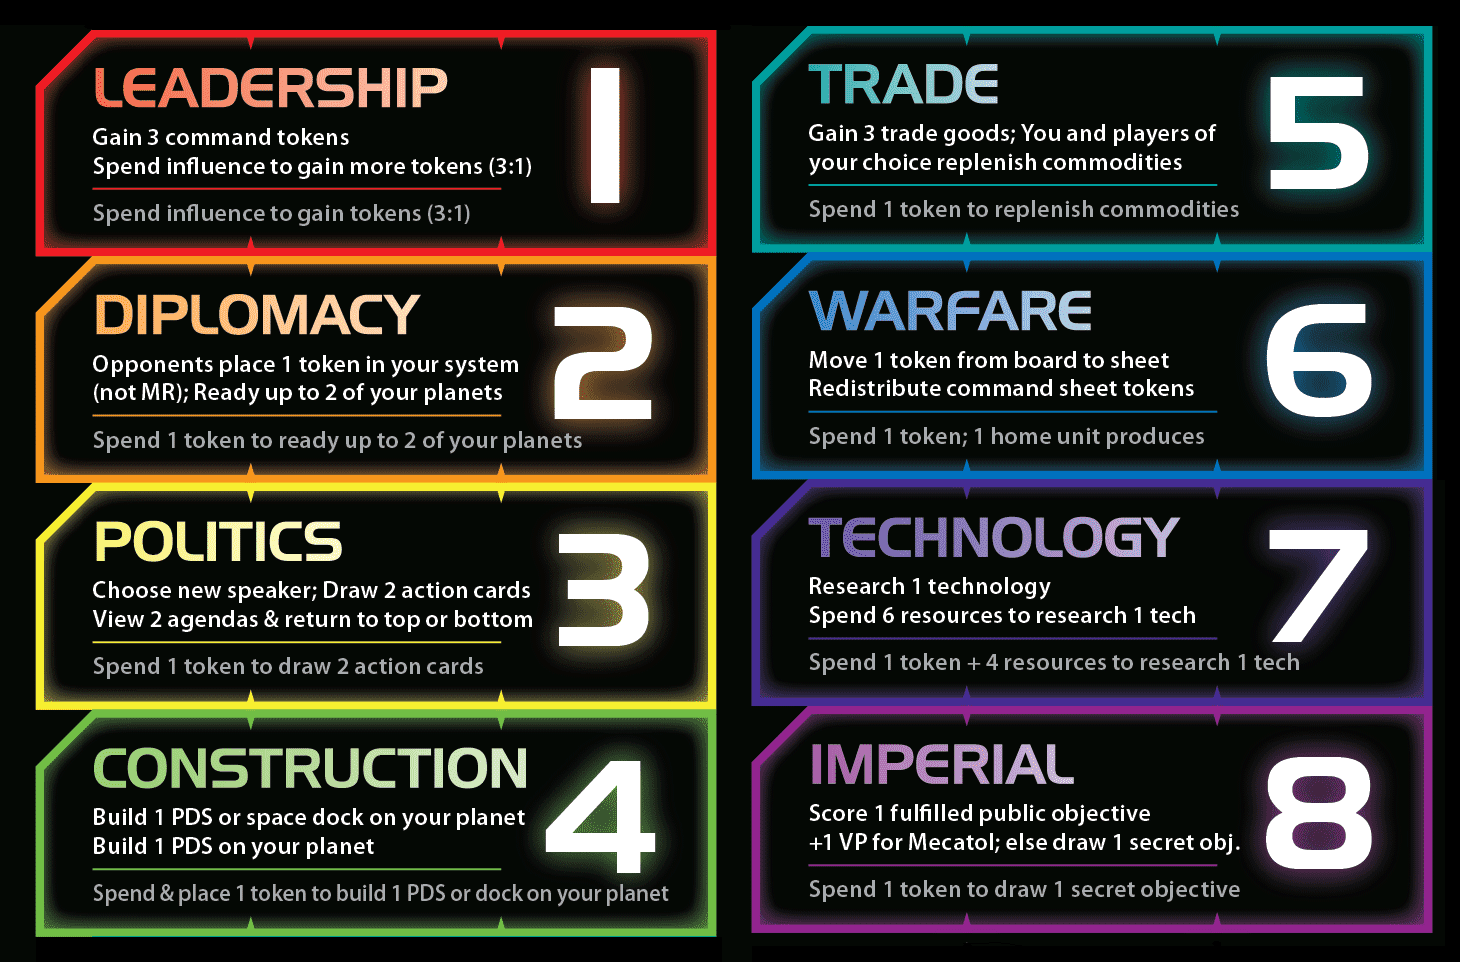 LEADERSHIP
1
Gain 3 command tokens
Spend influence to gain more tokens (3:1)
Spend influence to gain tokens (3:1)
DIPLOMACY
2
Opponents place 1 token in your system
(not MR); Ready up to 2 of your planets
Spend 1 token to ready up to 2 of your planets
POLITICS
3
Choose new speaker; Draw 2 action cards
View 2 agendas & return to top or bottom
Spend 1 token to draw 2 action cards
CONSTRUCTION
4
Build 1 PDS or space dock on your planet
Build 1 PDS on your planet
Spend & place 1 token to build 1 PDS or dock on your planet
TRADE
5
Gain 3 trade goods; You and players of
your choice replenish commodities
Spend 1 token to replenish commodities
WARFARE
6
Move 1 token from board to sheet
Redistribute command sheet tokens
Spend 1 token; 1 home unit produces
TECHNOLOGY
7
Research 1 technology
Spend 6 resources to research 1 tech
Spend 1 token + 4 resources to research 1 tech
IMPERIAL
8
Score 1 fulfilled public objective
+1 VP for Mecatol; else draw 1 secret obj.
Spend 1 token to draw 1 secret objective